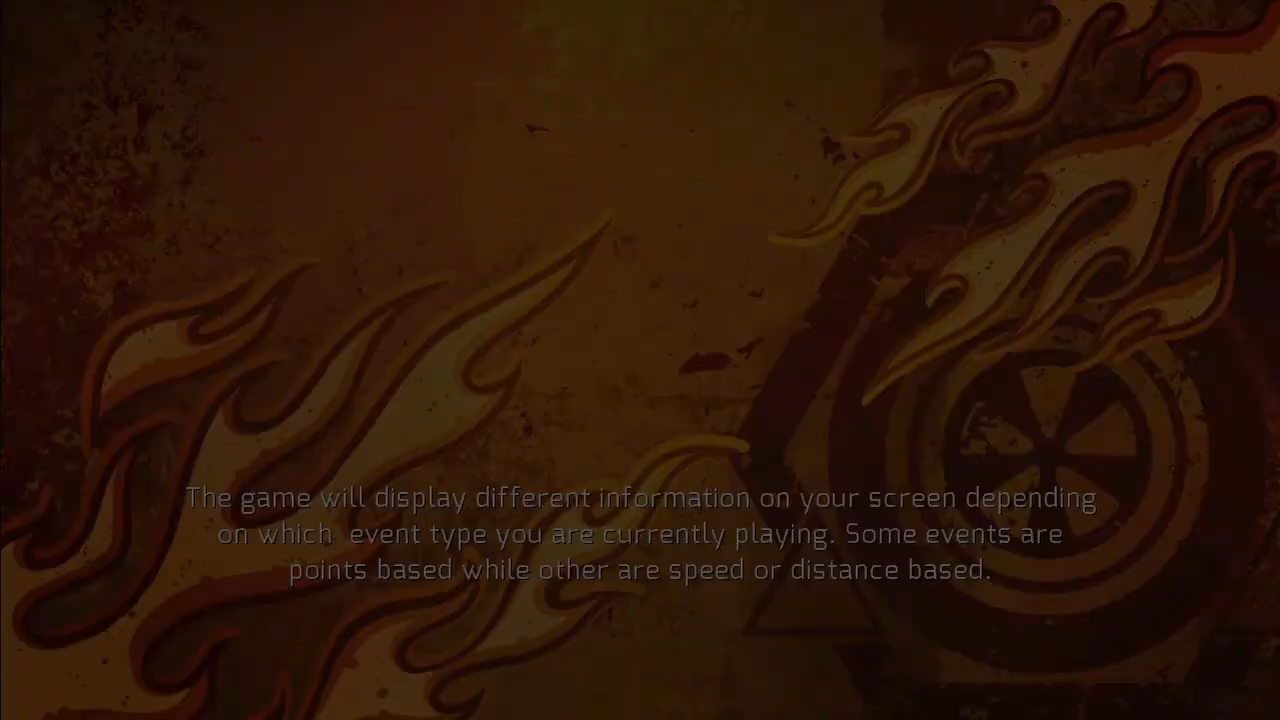 The game will display different information on your screen depending
on which  event type you are currently playing. Some events are
points based while other are speed or distance based.